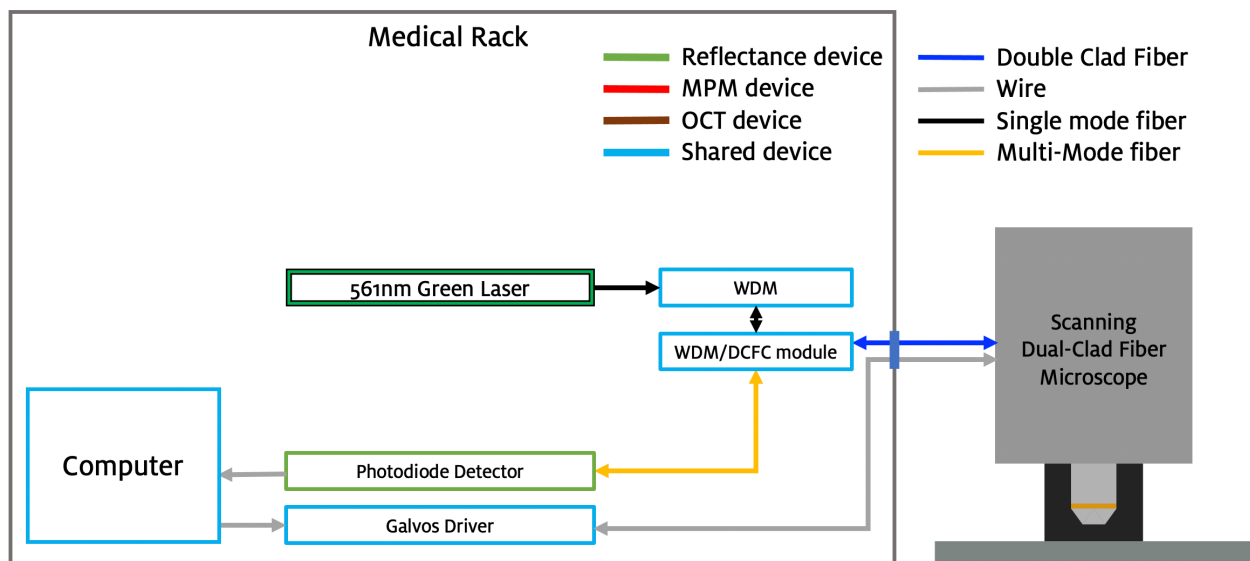 Medical Rack
Reflectance device
MPM device
OCT device
Shared device
Double Clad Fiber
Wire
Single mode fiber
Multi-Mode fiber
561nm Green Laser
WDM
WDM/DCFC module
Scanning
Dual-Clad Fiber
Microscope
Computer
Photodiode Detector
Galvos Driver